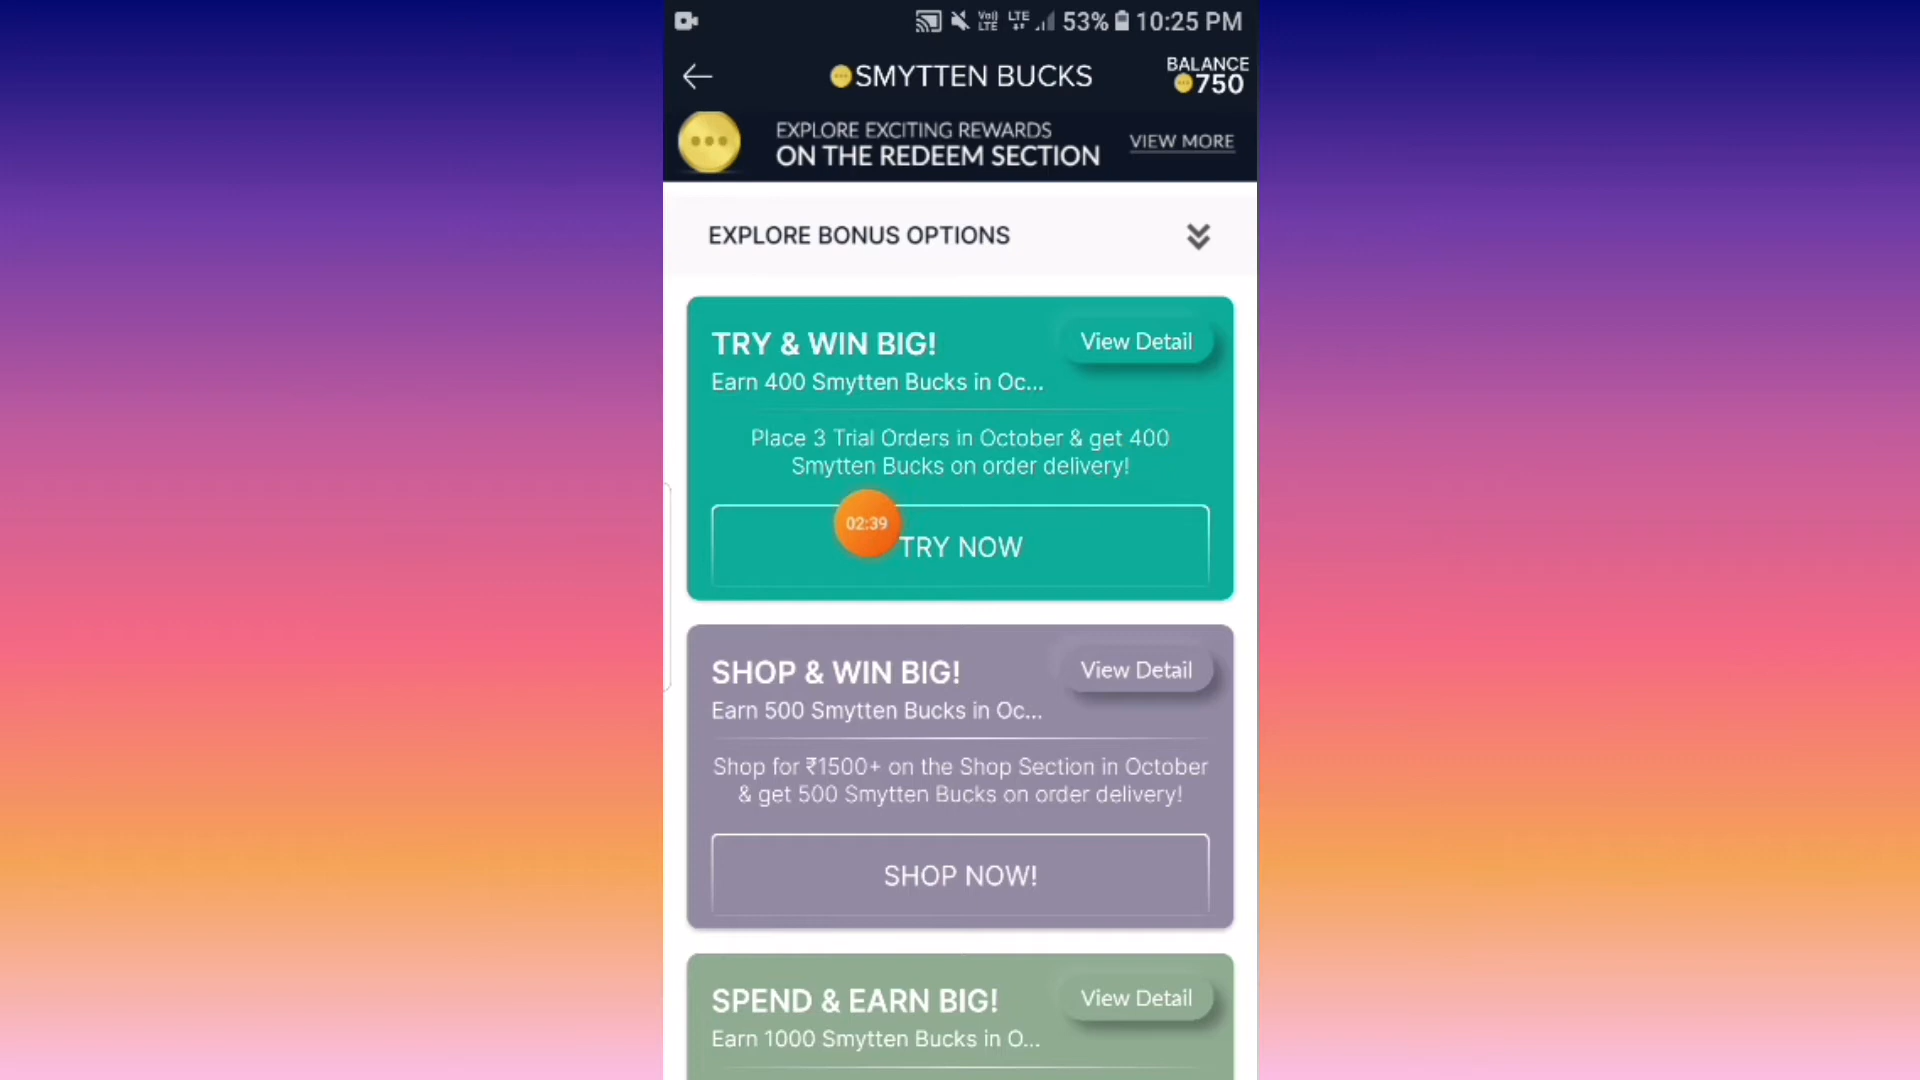 53% 10:25 PM
SMYTTEN BUCKS
BALANCE
750
EXPLORE EXCITING REWARDS
ON THE REDEEM SECTION
VIEW MORE
EXPLORE BONUS OPTIONS
TRY & WIN BIG!
View Detail
Earn 400 Smytten Bucks in Oc...
Place 3 Trial Orders in October & get 400
Smytten Bucks on order delivery!
02:39
TRY NOW
SHOP & WIN BIG!
View Detail
Earn 500 Smytten Bucks in Oc...
Shop for ₹1500+ on the Shop Section in October
& get 500 Smytten Bucks on order delivery!
SHOP NOW!
SPEND & EARN BIG!
View Detail
Earn 1000 Smytten Bucks in O...